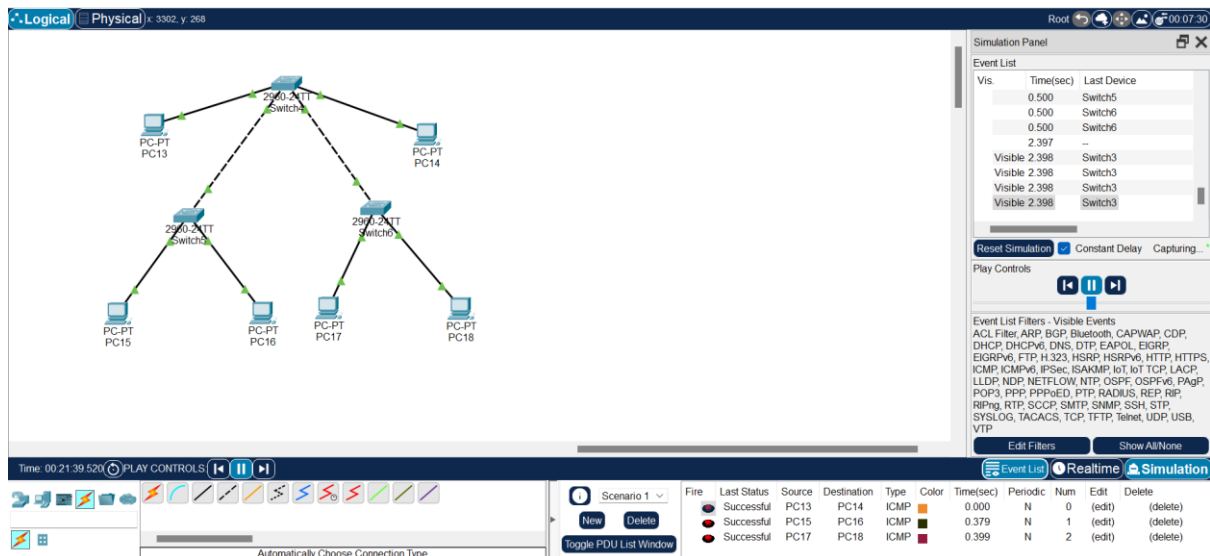 Logical Physical x: 3302, y: 268
Root 00:07:30
2960-24TT
Switch4
PC-PT
PC13
PC-PT
PC14
2960-24TT
Switch5
2960-24TT
Switch6
PC-PT
PC15
PC-PT
PC16
PC-PT
PC17
PC-PT
PC18
Simulation Panel
Event List
Vis. Time(sec) Last Device
0.500 Switch5
0.500 Switch6
0.500 Switch6
2.397 --
Visible 2.398 Switch3
Visible 2.398 Switch3
Visible 2.398 Switch3
Visible 2.398 Switch3
Reset Simulation Constant Delay Capturing...
Play Controls
Event List Filters - Visible Events
ACL Filter, ARP, BGP, Bluetooth, CAPWAP, CDP,
DHCP, DHCPv6, DNS, DTP, EAPOL, EIGRP,
EIGRPv6, FTP, H.323, HSRP, HSRPv6, HTTP, HTTPS,
ICMP, ICMPv6, IPSec, ISAKMP, IoT, IoT TCP, LACP,
LLDP, NDP, NETFLOW, NTP, OSPF, OSPFv6, PAgP,
POP3, PPP, PPPoED, PTP, RADIUS, REP, RIP,
RIPng, RTP, SCCP, SMTP, SNMP, SSH, STP,
SYSLOG, TACACS, TCP, TFTP, Telnet, UDP, USB,
VTP
Edit Filters Show All/None
Time: 00:21:39.520 PLAY CONTROLS: Event List Realtime Simulation
Automatically Choose Connection Type
Scenario 1
New Delete
Toggle PDU List Window
Fire Last Status Source Destination Type Color Time(sec) Periodic Num Edit Delete
Successful PC13 PC14 ICMP 0.000 N 0 (edit) (delete)
Successful PC15 PC16 ICMP 0.379 N 1 (edit) (delete)
Successful PC17 PC18 ICMP 0.399 N 2 (edit) (delete)